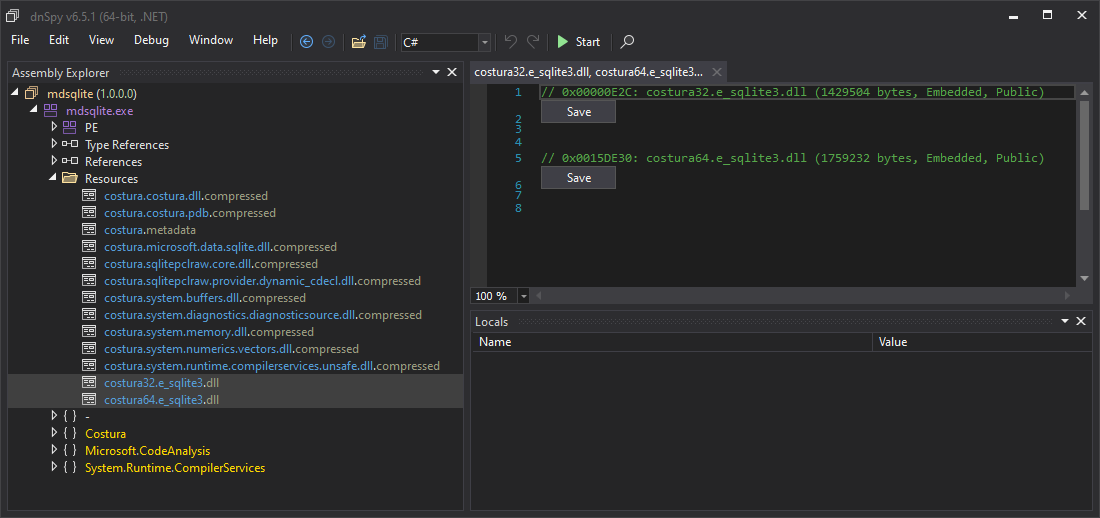 dnSpy v6.5.1 (64-bit, .NET)
File Edit View Debug Window Help C# Start
Assembly Explorer
mdsqlite (1.0.0.0)
mdsqlite.exe
PE
Type References
References
Resources
costura.costura.dll.compressed
costura.costura.pdb.compressed
costura.metadata
costura.microsoft.data.sqlite.dll.compressed
costura.sqlitepclraw.core.dll.compressed
costura.sqlitepclraw.provider.dynamic_cdecl.dll.compressed
costura.system.buffers.dll.compressed
costura.system.diagnostics.diagnosticsource.dll.compressed
costura.system.memory.dll.compressed
costura.system.numerics.vectors.dll.compressed
costura.system.runtime.compilerservices.unsafe.dll.compressed
costura32.e_sqlite3.dll
costura64.e_sqlite3.dll
{ } -
{ } Costura
{ } Microsoft.CodeAnalysis
{ } System.Runtime.CompilerServices
costura32.e_sqlite3.dll, costura64.e_sqlite3...
1 // 0x00000E2C: costura32.e_sqlite3.dll (1429504 bytes, Embedded, Public)
2 Save
3
4
5 // 0x0015DE30: costura64.e_sqlite3.dll (1759232 bytes, Embedded, Public)
6 Save
7
8
100 %
Locals
Name Value